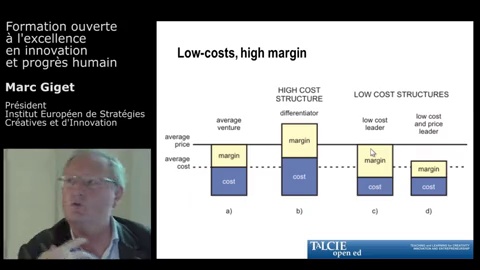 Formation ouverte
à l'excellence
en innovation
et progrès humain
Marc Giget
Président
Institut Européen de Stratégies
Créatives et d'Innovation
Low-costs, high margin
HIGH COST
STRUCTURE
LOW COST STRUCTURES
average
venture
differentiator
low cost
leader
low cost
and price
leader
average
price
average
cost
margin
margin
margin
margin
cost
cost
cost
cost
a)
b)
c)
d)
TALCIE
open ed